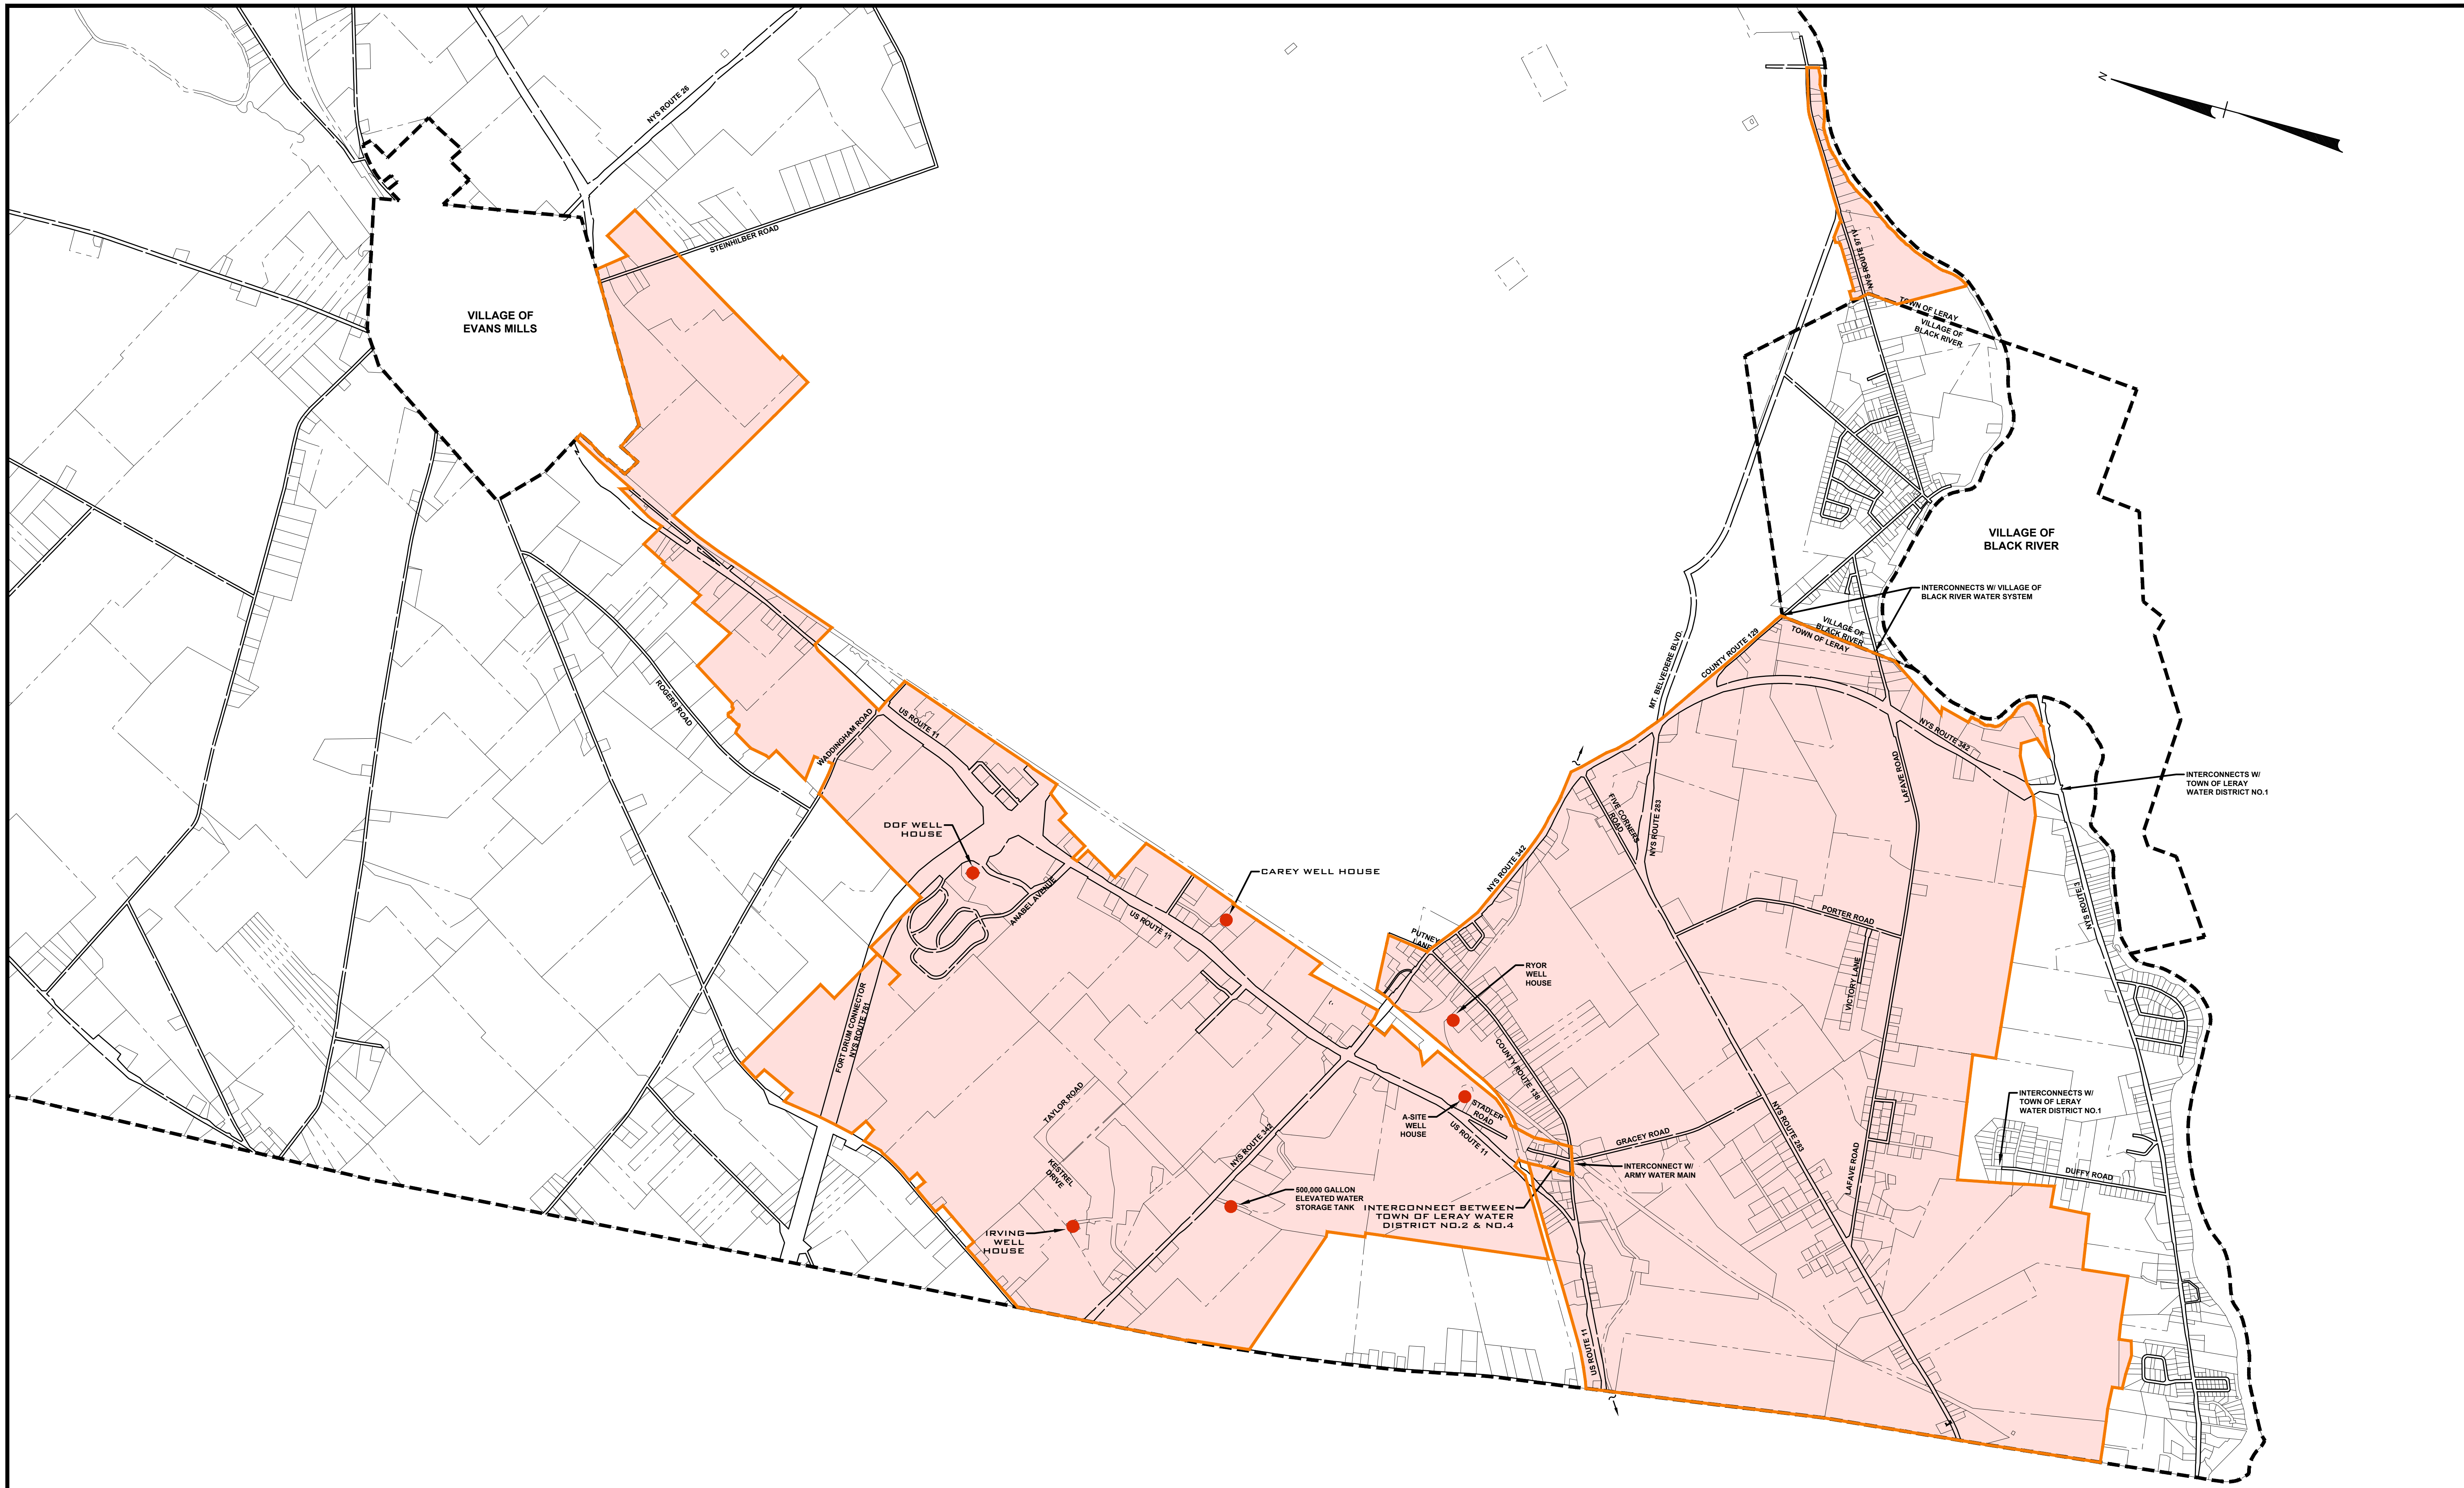 NYS ROUTE 26
N
STEINHILBER ROAD
VILLAGE OF
EVANS MILLS
NYS ROUTE 971V
TOWN OF LERAY
VILLAGE OF
BLACK RIVER
VILLAGE OF
BLACK RIVER
INTERCONNECTS W/ VILLAGE OF
BLACK RIVER WATER SYSTEM
VILLAGE OF
BLACK RIVER
TOWN OF LERAY
COUNTY ROUTE 129
MT. BELVEDERE BLVD.
ROGERS ROAD
WADDINGHAM ROAD
US ROUTE 11
NYS ROUTE 342
LAFAVE ROAD
INTERCONNECTS W/
TOWN OF LERAY
WATER DISTRICT NO.1
FIVE CORNERS
ROAD
NYS ROUTE 283
DOF WELL
HOUSE
CAREY WELL HOUSE
NYS ROUTE 342
ANABEL AVENUE
US ROUTE 11
PORTER ROAD
NYS ROUTE 3
PUTNEY
LANE
RYOR
WELL
HOUSE
VICTORY LANE
FORT DRUM CONNECTOR
NYS ROUTE 781
COUNTY ROUTE 138
TAYLOR ROAD
A-SITE
WELL
HOUSE
STADLER
ROAD
US ROUTE 11
NYS ROUTE 283
INTERCONNECTS W/
TOWN OF LERAY
WATER DISTRICT NO.1
GRACEY ROAD
NYS ROUTE 342
KESTREL
DRIVE
INTERCONNECT W/
ARMY WATER MAIN
LAFAVE ROAD
DUFFY ROAD
500,000 GALLON
ELEVATED WATER
STORAGE TANK
INTERCONNECT BETWEEN
TOWN OF LERAY WATER
DISTRICT NO.2 & NO.4
IRVING
WELL
HOUSE
US ROUTE 11